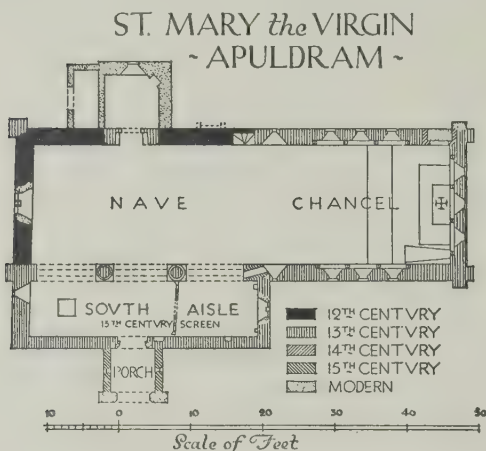 ST. MARY the VIRGIN
~ APULDRAM ~
NAVE
CHANCEL
SOVTH AISLE
15TH CENTVRY SCREEN
PORCH
12TH CENTVRY
13TH CENTVRY
14TH CENTVRY
15TH CENTVRY
MODERN
10 0 10 20 30 40 50
Scale of Feet